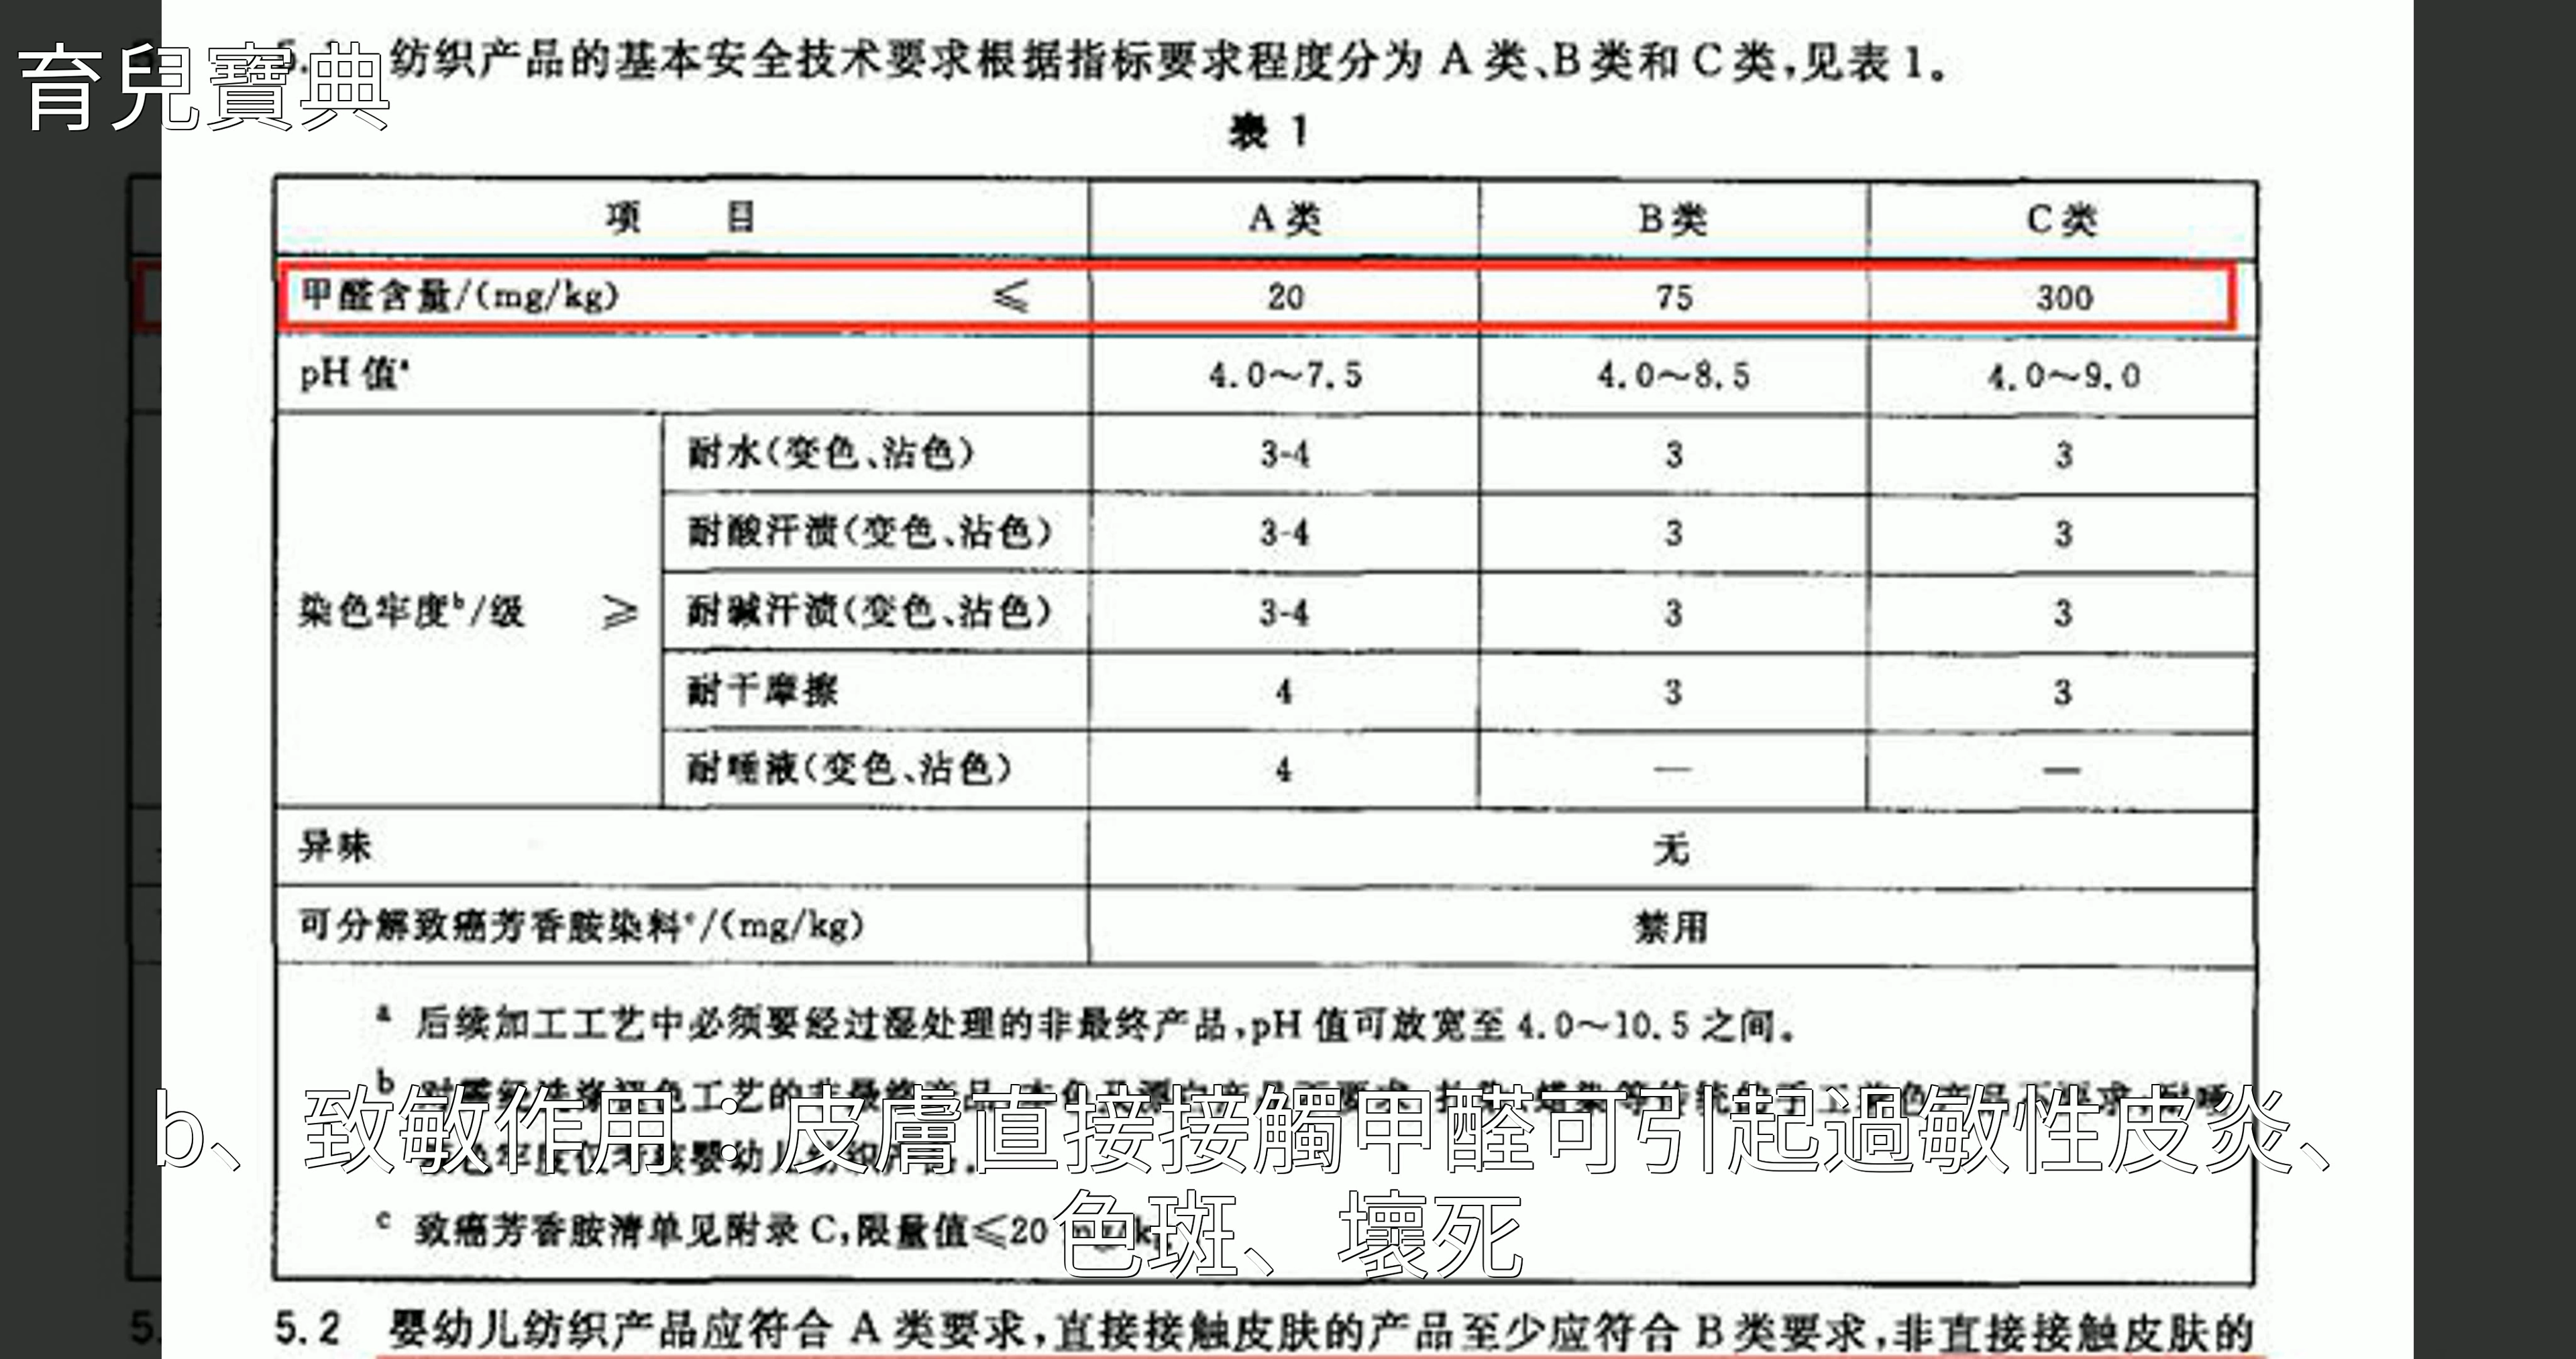 育兒寶典
5. 纺织产品的基本安全技术要求根据指标要求程度分为 A 类、B类和 C 类,见表 1。
表 1
项 目 A 类 B类 C 类
甲醛含量/(mg/kg) ≤ 20 75 300
pH 值ᵃ 4.0~7.5 4.0~8.5 4.0~9.0
染色牢度ᵇ/级 ≥
耐水(变色、沾色) 3-4 3 3
耐酸汗渍(变色、沾色) 3-4 3 3
耐碱汗渍(变色、沾色) 3-4 3 3
耐干摩擦 4 3 3
耐唾液(变色、沾色) 4 — —
异味 无
可分解致癌芳香胺染料ᶜ/(mg/kg) 禁用
a 后续加工工艺中必须要经过湿处理的非最终产品,pH 值可放宽至 4.0~10.5 之间。
b、致敏作用：皮膚直接接觸甲醛可引起過敏性皮炎、
色斑、壞死
c 致癌芳香胺清单见附录 C,限量值≤20 mg/kg
5.2 婴幼儿纺织产品应符合 A 类要求,直接接触皮肤的产品至少应符合 B 类要求,非直接接触皮肤的